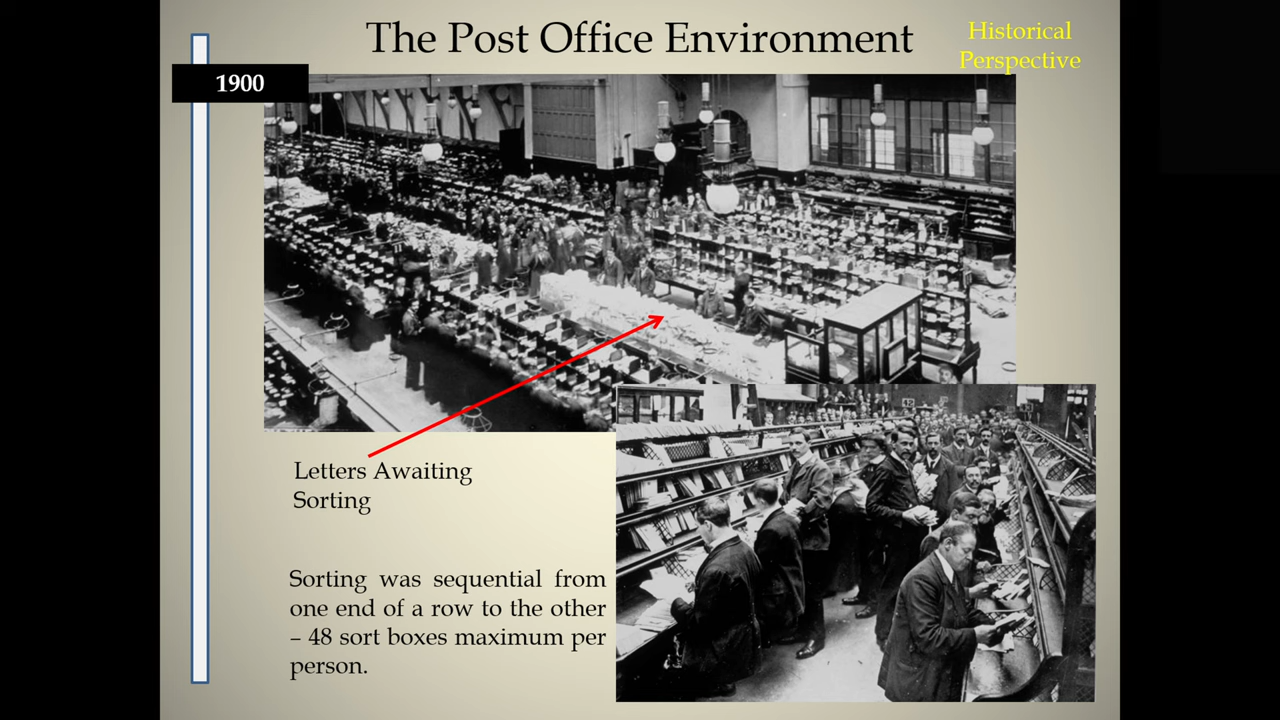 The Post Office Environment
Historical
Perspective
1900
Letters Awaiting
Sorting
Sorting was sequential from
one end of a row to the other
– 48 sort boxes maximum per
person.